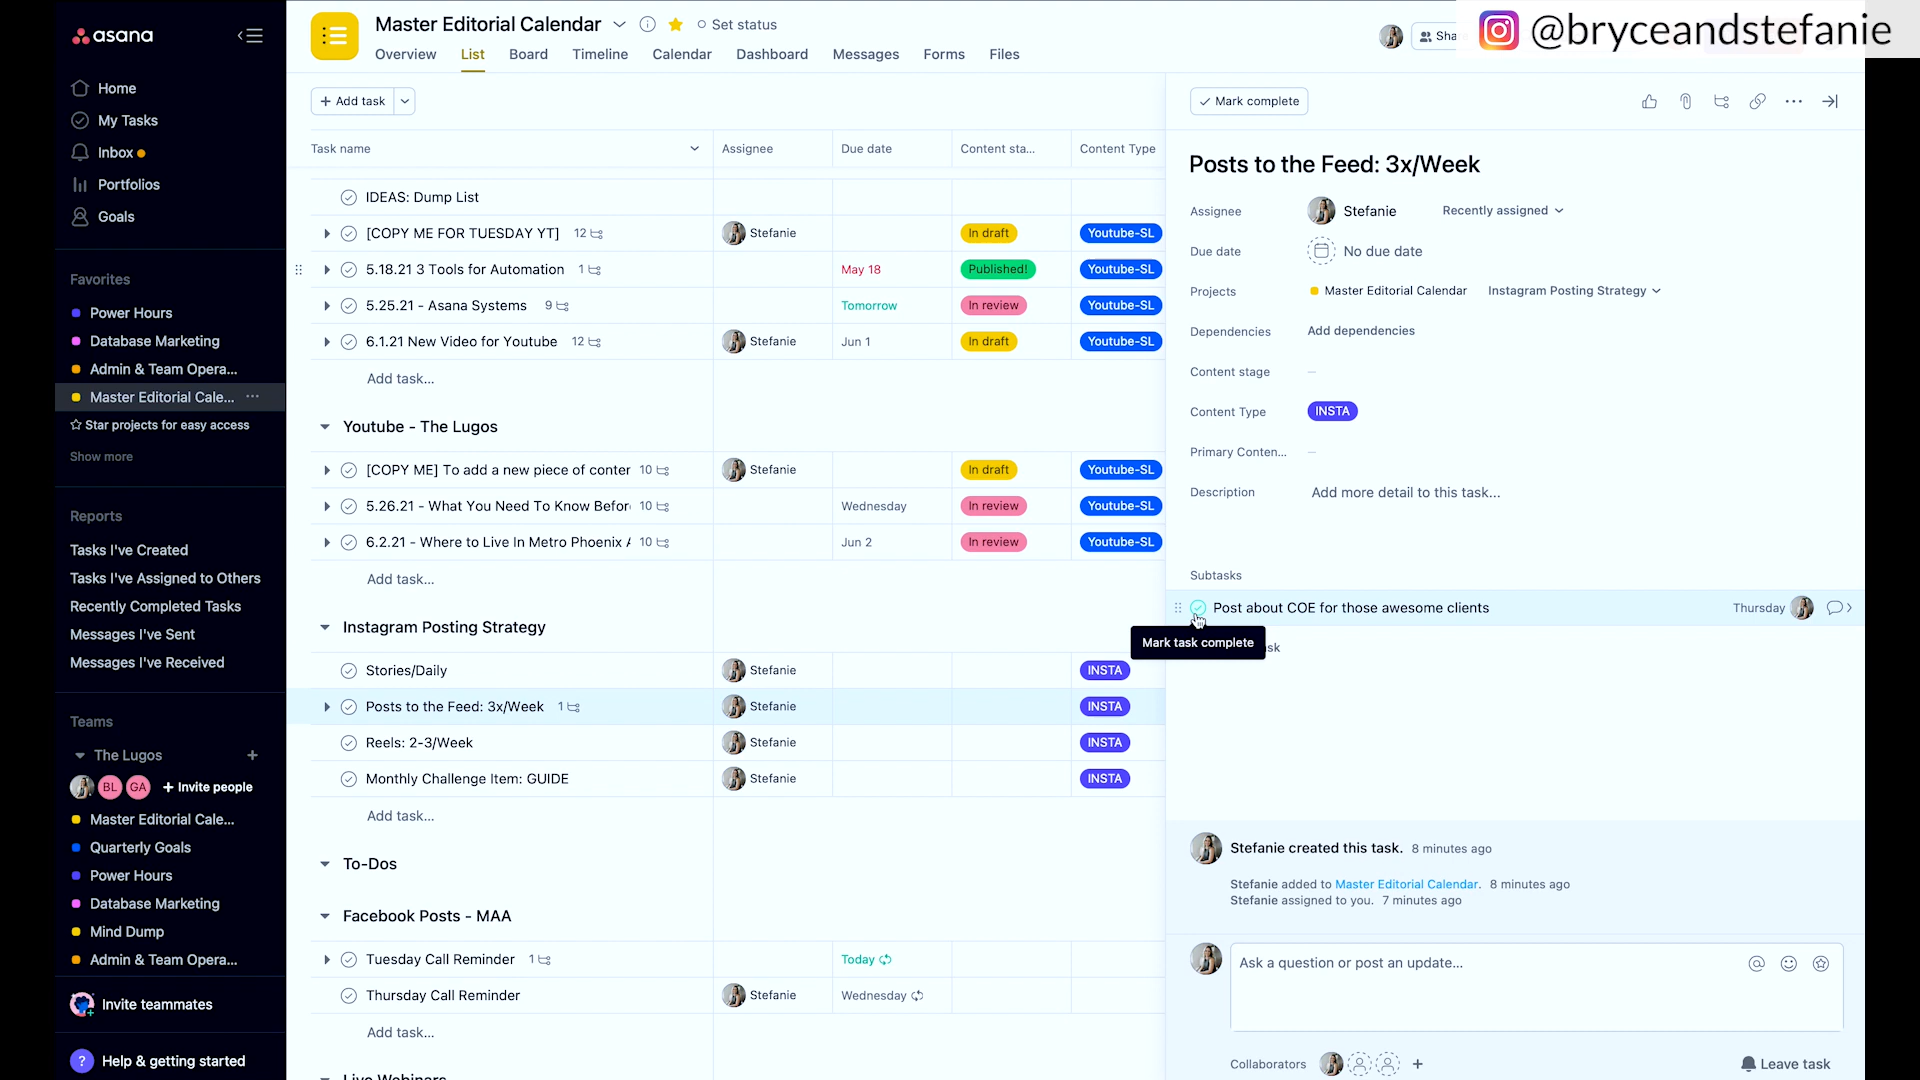 asana
Home
My Tasks
Inbox
Portfolios
Goals
Favorites
Power Hours
Database Marketing
Admin & Team Opera...
Master Editorial Cale...
Star projects for easy access
Show more
Reports
Tasks I've Created
Tasks I've Assigned to Others
Recently Completed Tasks
Messages I've Sent
Messages I've Received
Teams
The Lugos
BL GA + Invite people
Master Editorial Cale...
Quarterly Goals
Power Hours
Database Marketing
Mind Dump
Admin & Team Opera...
Invite teammates
? Help & getting started
Master Editorial Calendar Set status
Overview List Board Timeline Calendar Dashboard Messages Forms Files
@bryceandstefanie
+ Add task
Task name Assignee Due date Content sta... Content Type
IDEAS: Dump List
[COPY ME FOR TUESDAY YT] 12 Stefanie In draft Youtube-SL
5.18.21 3 Tools for Automation 1 May 18 Published! Youtube-SL
5.25.21 - Asana Systems 9 Tomorrow In review Youtube-SL
6.1.21 New Video for Youtube 12 Stefanie Jun 1 In draft Youtube-SL
Add task...
Youtube - The Lugos
[COPY ME] To add a new piece of conter 10 Stefanie In draft Youtube-SL
5.26.21 - What You Need To Know Befor 10 Wednesday In review Youtube-SL
6.2.21 - Where to Live In Metro Phoenix 10 Jun 2 In review Youtube-SL
Add task...
Instagram Posting Strategy
Stories/Daily Stefanie INSTA
Posts to the Feed: 3x/Week 1 Stefanie INSTA
Reels: 2-3/Week Stefanie INSTA
Monthly Challenge Item: GUIDE Stefanie INSTA
Add task...
To-Dos
Facebook Posts - MAA
Tuesday Call Reminder 1 Today
Thursday Call Reminder Stefanie Wednesday
Add task...
Mark complete
Posts to the Feed: 3x/Week
Assignee Stefanie Recently assigned
Due date No due date
Projects Master Editorial Calendar Instagram Posting Strategy
Dependencies Add dependencies
Content stage —
Content Type INSTA
Primary Conten... —
Description Add more detail to this task...
Subtasks
Post about COE for those awesome clients Thursday
Mark task complete
Stefanie created this task. 8 minutes ago
Stefanie added to Master Editorial Calendar. 8 minutes ago
Stefanie assigned to you. 7 minutes ago
Ask a question or post an update...
Collaborators + Leave task